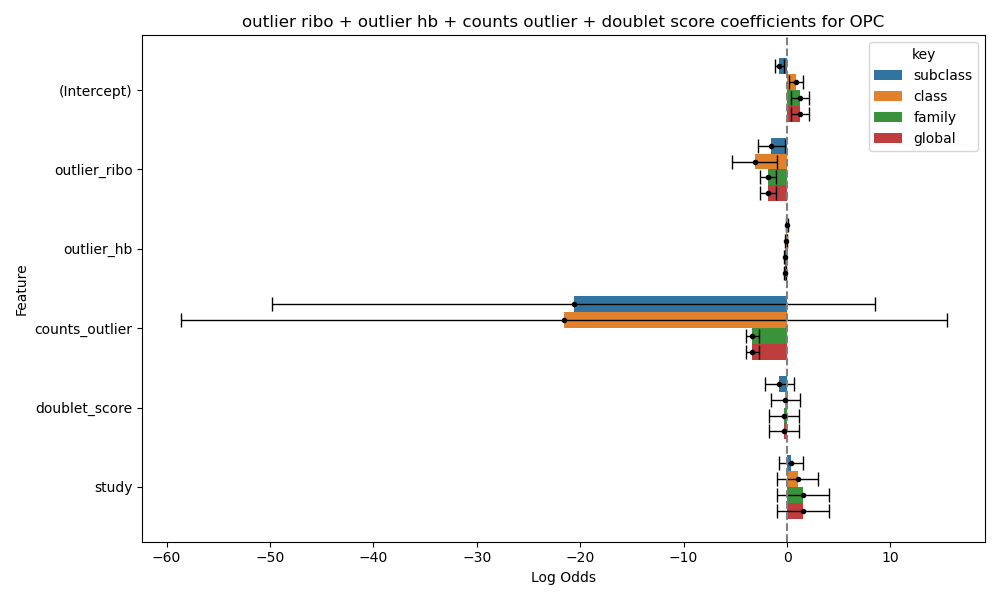 outlier ribo + outlier hb + counts outlier + doublet score coefficients for OPC
key
subclass
class
family
global
(Intercept)
outlier_ribo
outlier_hb
counts_outlier
doublet_score
study
Feature
−60 −50 −40 −30 −20 −10 0 10
Log Odds